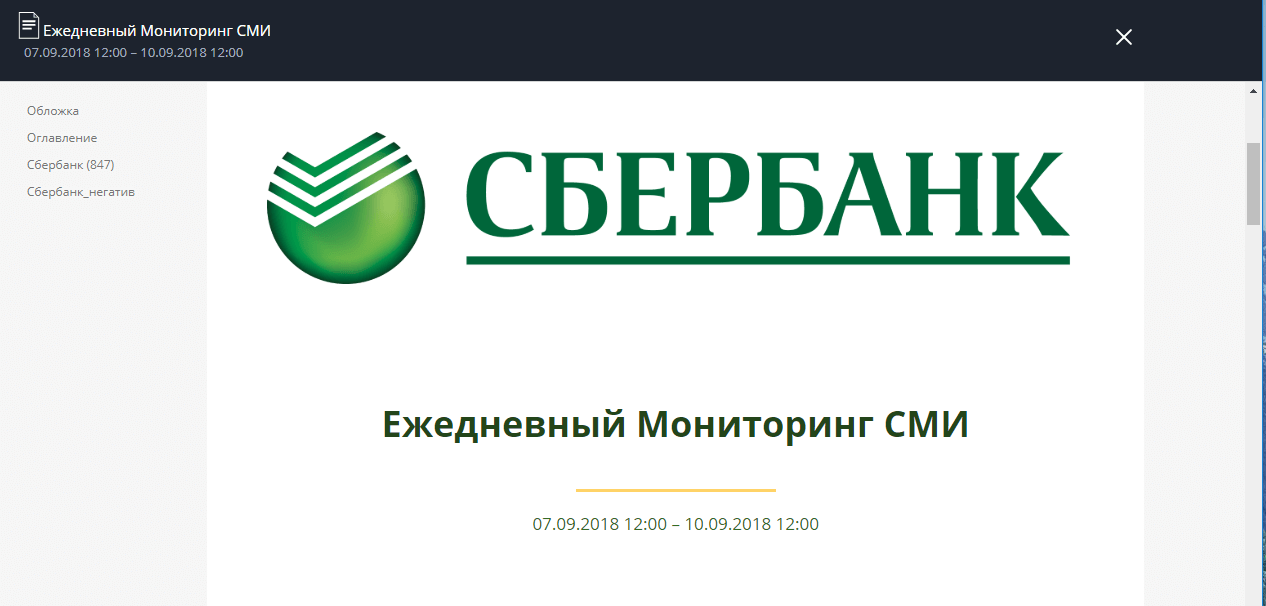 Ежедневный Мониторинг СМИ
07.09.2018 12:00 – 10.09.2018 12:00
Обложка
Оглавление
Сбербанк (847)
Сбербанк_негатив
СБЕРБАНК
Ежедневный Мониторинг СМИ
07.09.2018 12:00 – 10.09.2018 12:00